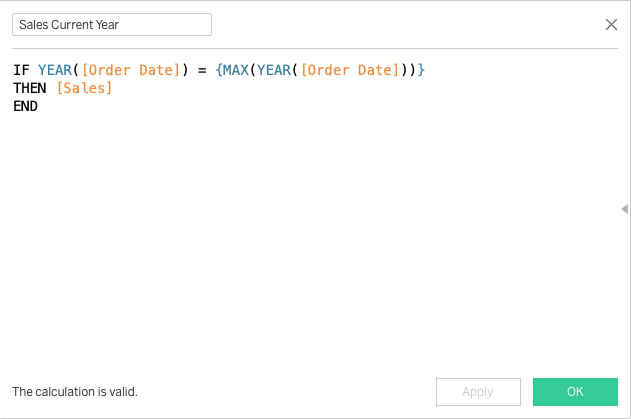 Sales Current Year
IF YEAR([Order Date]) = {MAX(YEAR([Order Date]))}
THEN [Sales]
END
The calculation is valid.
Apply
OK